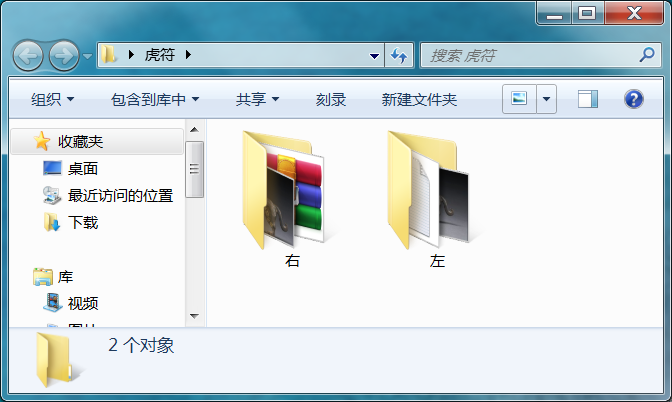 虎符
搜索 虎符
组织 包含到库中 共享 刻录 新建文件夹
收藏夹
桌面
最近访问的位置
下载
库
视频
右
左
2 个对象